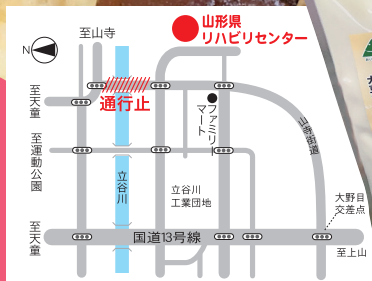 山形県
リハビリセンター
至山寺
N
至天童
通行止
ファミリー
マート
山寺街道
至運動公園
立谷川
立谷川
工業団地
大野目
交差点
至天童
国道13号線
至上山